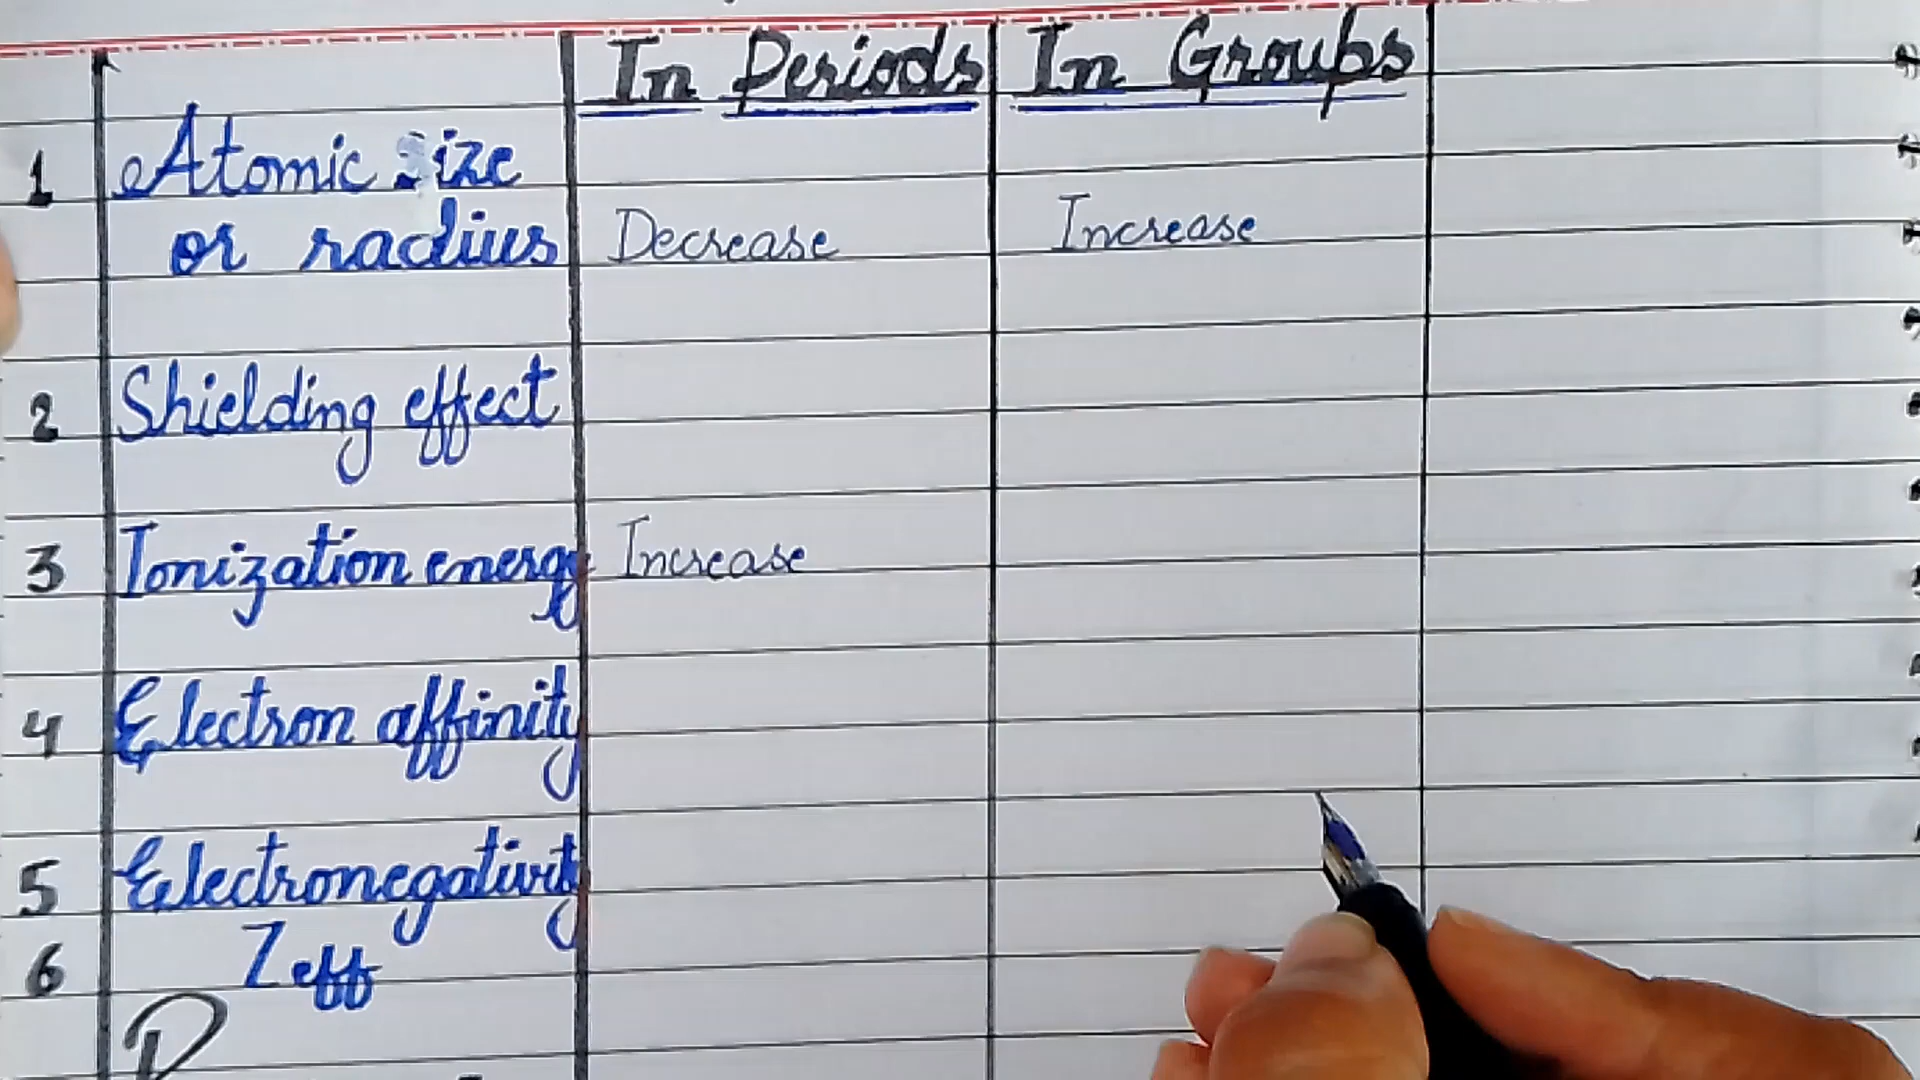 In Periods In Groups
1 Atomic size
or radius Decrease Increase
2 Shielding effect
3 Ionization energy Increase
4 Electron affinity
5 Electronegativity
6 Zeff